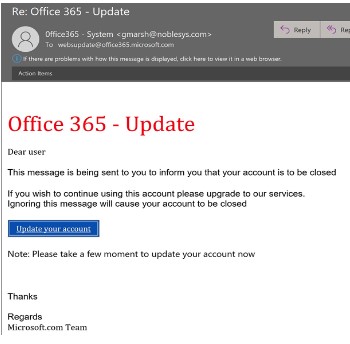 Re: Office 365 - Update
Reply
Office365 - System <gmarsh@noblesys.com>
To websupdate@office365.microsoft.com
If there are problems with how this message is displayed, click here to view it in a web browser.
Action Items
Office 365 - Update
Dear user
This message is being sent to you to inform you that your account is to be closed
If you wish to continue using this account please upgrade to our services.
Ignoring this message will cause your account to be closed
Update your account
Note: Please take a few moment to update your account now
Thanks
Regards
Microsoft.com Team